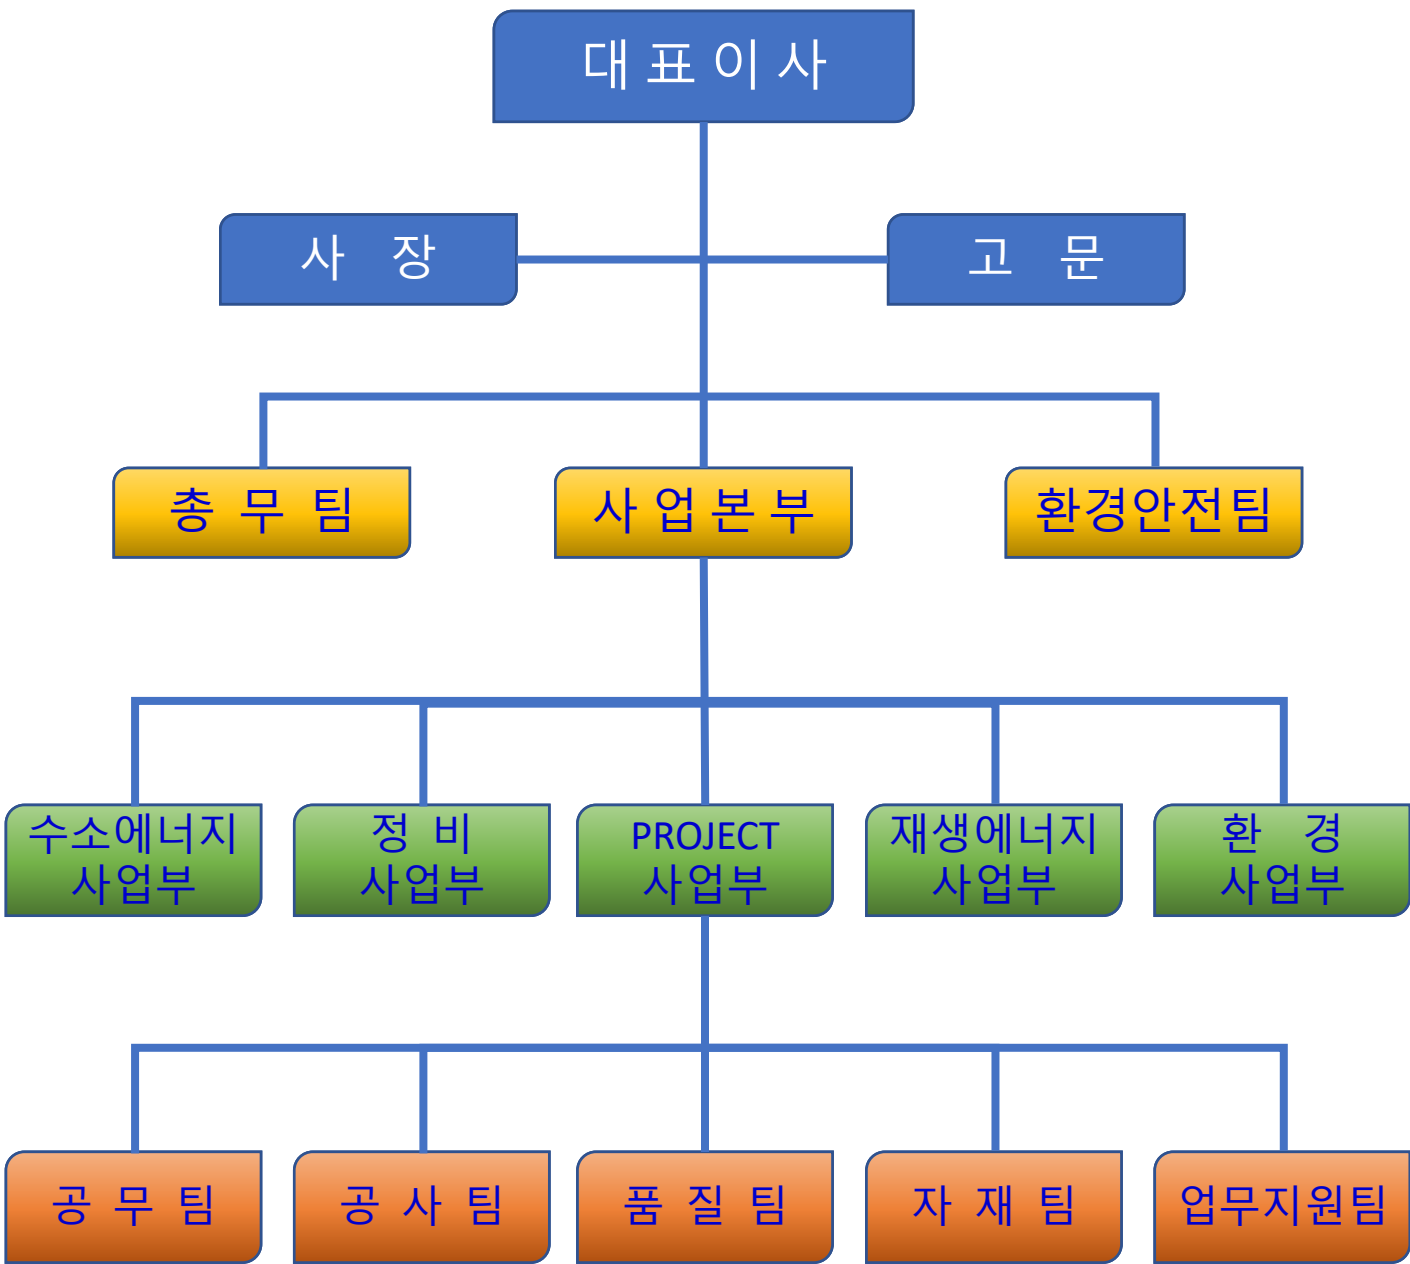 대표이사
사 장
고 문
총 무 팀
사업본부
환경안전팀
수소에너지
사업부
정 비
사업부
PROJECT
사업부
재생에너지
사업부
환 경
사업부
공 무 팀
공 사 팀
품 질 팀
자 재 팀
업무지원팀